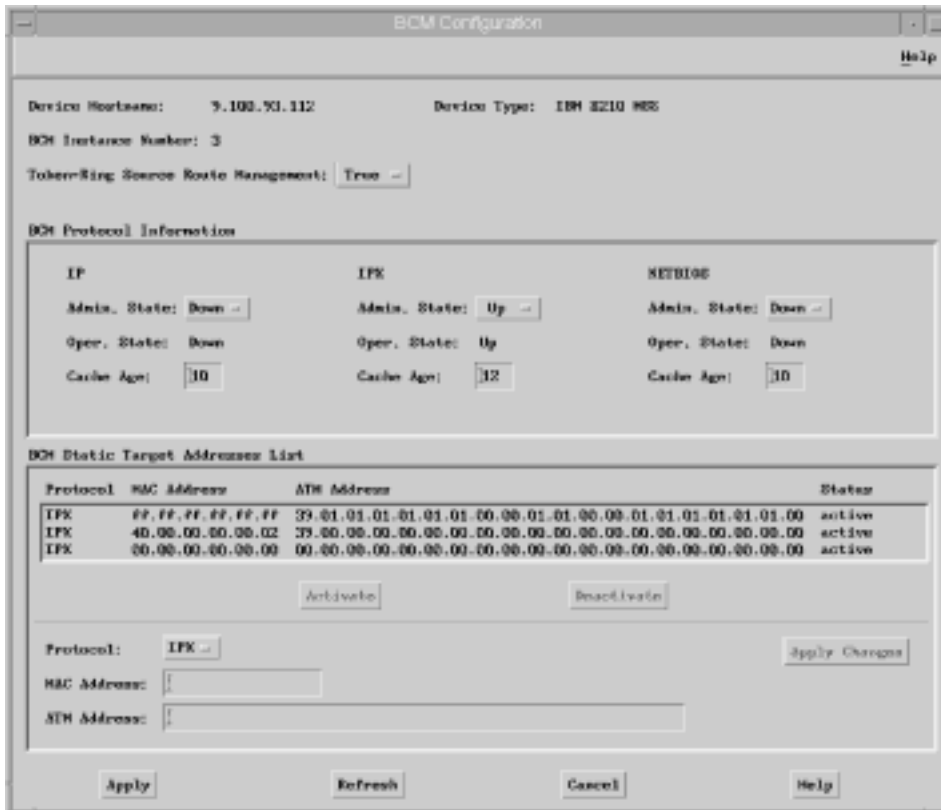 BCM Configuration
Help
Device Hostname: 9.100.93.112 Device Type: IBM 8210 MSS
BCM Instance Number: 3
Token-Ring Source Route Management: True
BCM Protocol Information
IP IPX NETBIOS
Admin. State: Down Admin. State: Up Admin. State: Down
Oper. State: Down Oper. State: Up Oper. State: Down
Cache Age: 10 Cache Age: 12 Cache Age: 10
BCM Static Target Addresses List
Protocol MAC Address ATM Address Status
IPX ff.ff.ff.ff.ff.ff 39.01.01.01.01.01.01.00.00.01.01.00.00.01.01.01.01.01.01.00 active
IPX 40.00.00.00.00.02 39.00.00.00.00.00.00.00.00.00.00.00.00.00.00.00.00.00.00.00 active
IPX 00.00.00.00.00.00 00.00.00.00.00.00.00.00.00.00.00.00.00.00.00.00.00.00.00.00 active
Activate Deactivate
Protocol: IPX Apply Changes
MAC Address:
ATM Address:
Apply Refresh Cancel Help